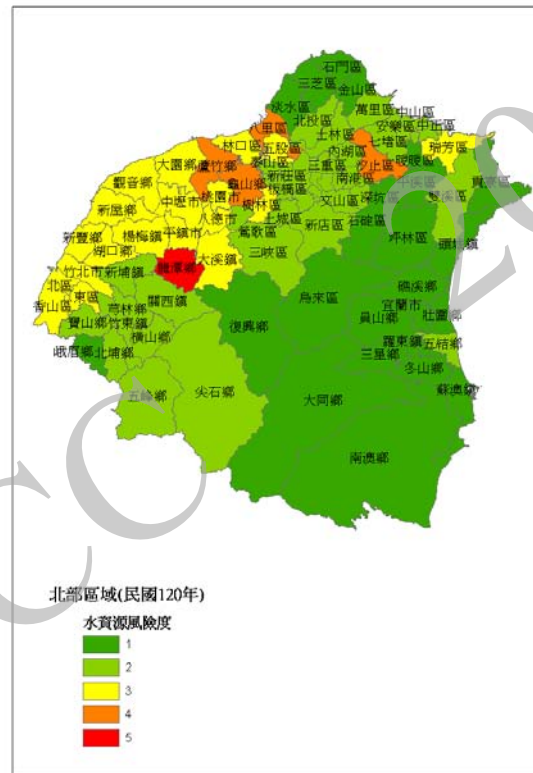 石門區
三芝區
金山區
淡水區
北投區
萬里區
中山區
八里區
士林區
安樂區
中正區
林口區
五股區
內湖區
七堵區
瑞芳區
大園鄉
蘆竹鄉
泰山區
三重區
汐止區
暖暖區
觀音鄉
桃園市
龜山鄉
新莊區
板橋區
南港區
平溪區
雙溪區
貢寮區
中壢市
樹林區
文山區
深坑區
新屋鄉
八德市
土城區
新店區
石碇區
鶯歌區
坪林區
頭城鎮
新豐鄉
楊梅鎮
平鎮市
三峽區
湖口鄉
龍潭鄉
大溪鎮
竹北市
新埔鎮
北區
東區
關西鎮
烏來區
礁溪鄉
香山區
芎林鄉
宜蘭市
寶山鄉
竹東鎮
復興鄉
員山鄉
壯圍鄉
橫山鄉
峨眉鄉
北埔鄉
羅東鎮
五結鄉
三星鄉
冬山鄉
五峰鄉
尖石鄉
大同鄉
蘇澳鎮
南澳鄉
北部區域(民國120年)
水資源風險度
1
2
3
4
5